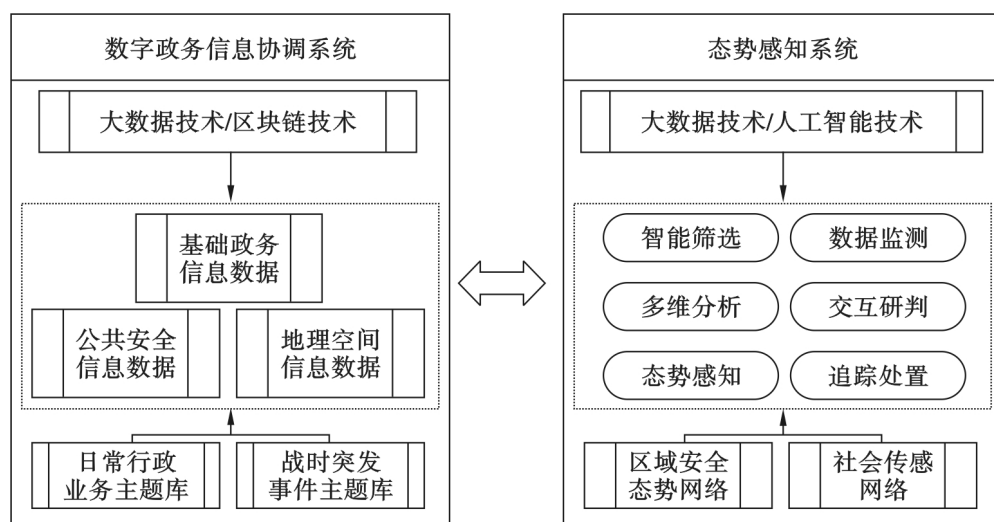 数字政务信息协调系统
大数据技术/区块链技术
基础政务
信息数据
公共安全
信息数据
地理空间
信息数据
日常行政
业务主题库
战时突发
事件主题库
态势感知系统
大数据技术/人工智能技术
智能筛选
数据监测
多维分析
交互研判
态势感知
追踪处置
区域安全
态势网络
社会传感
网络